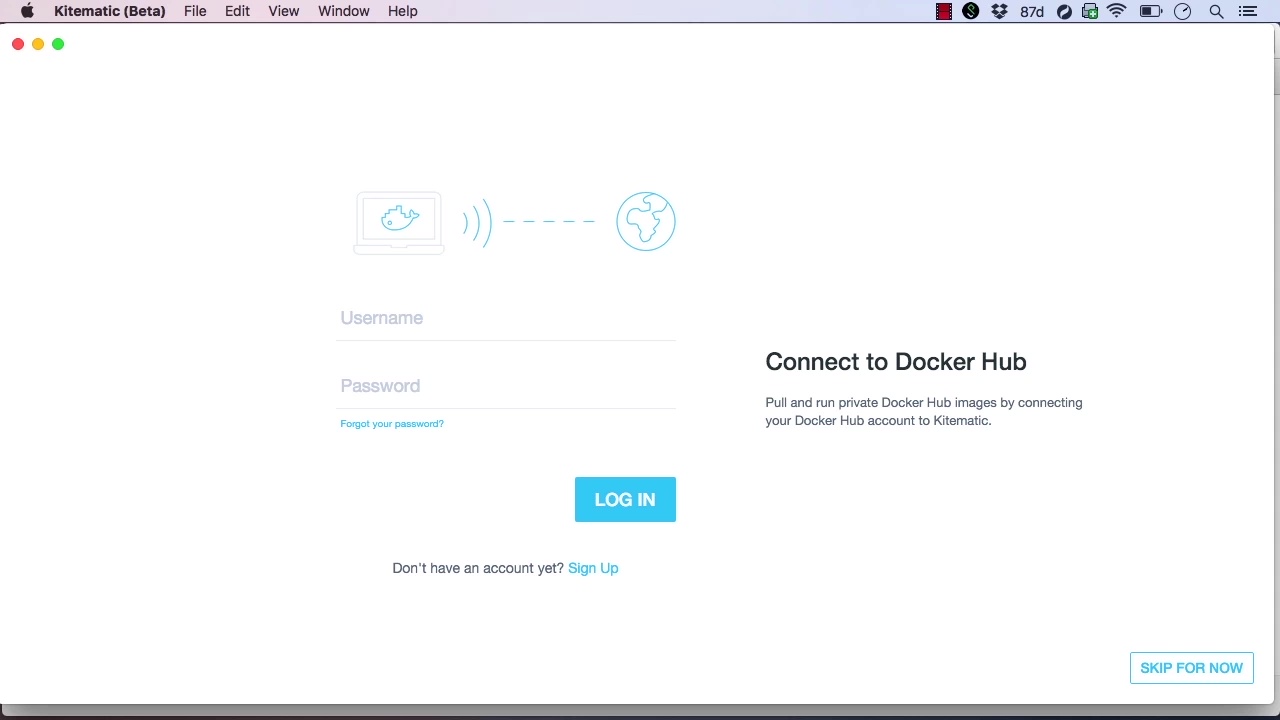 Kitematic (Beta) File Edit View Window Help 87d
Username
Password
Forgot your password?
LOG IN
Don't have an account yet? Sign Up
Connect to Docker Hub
Pull and run private Docker Hub images by connecting
your Docker Hub account to Kitematic.
SKIP FOR NOW